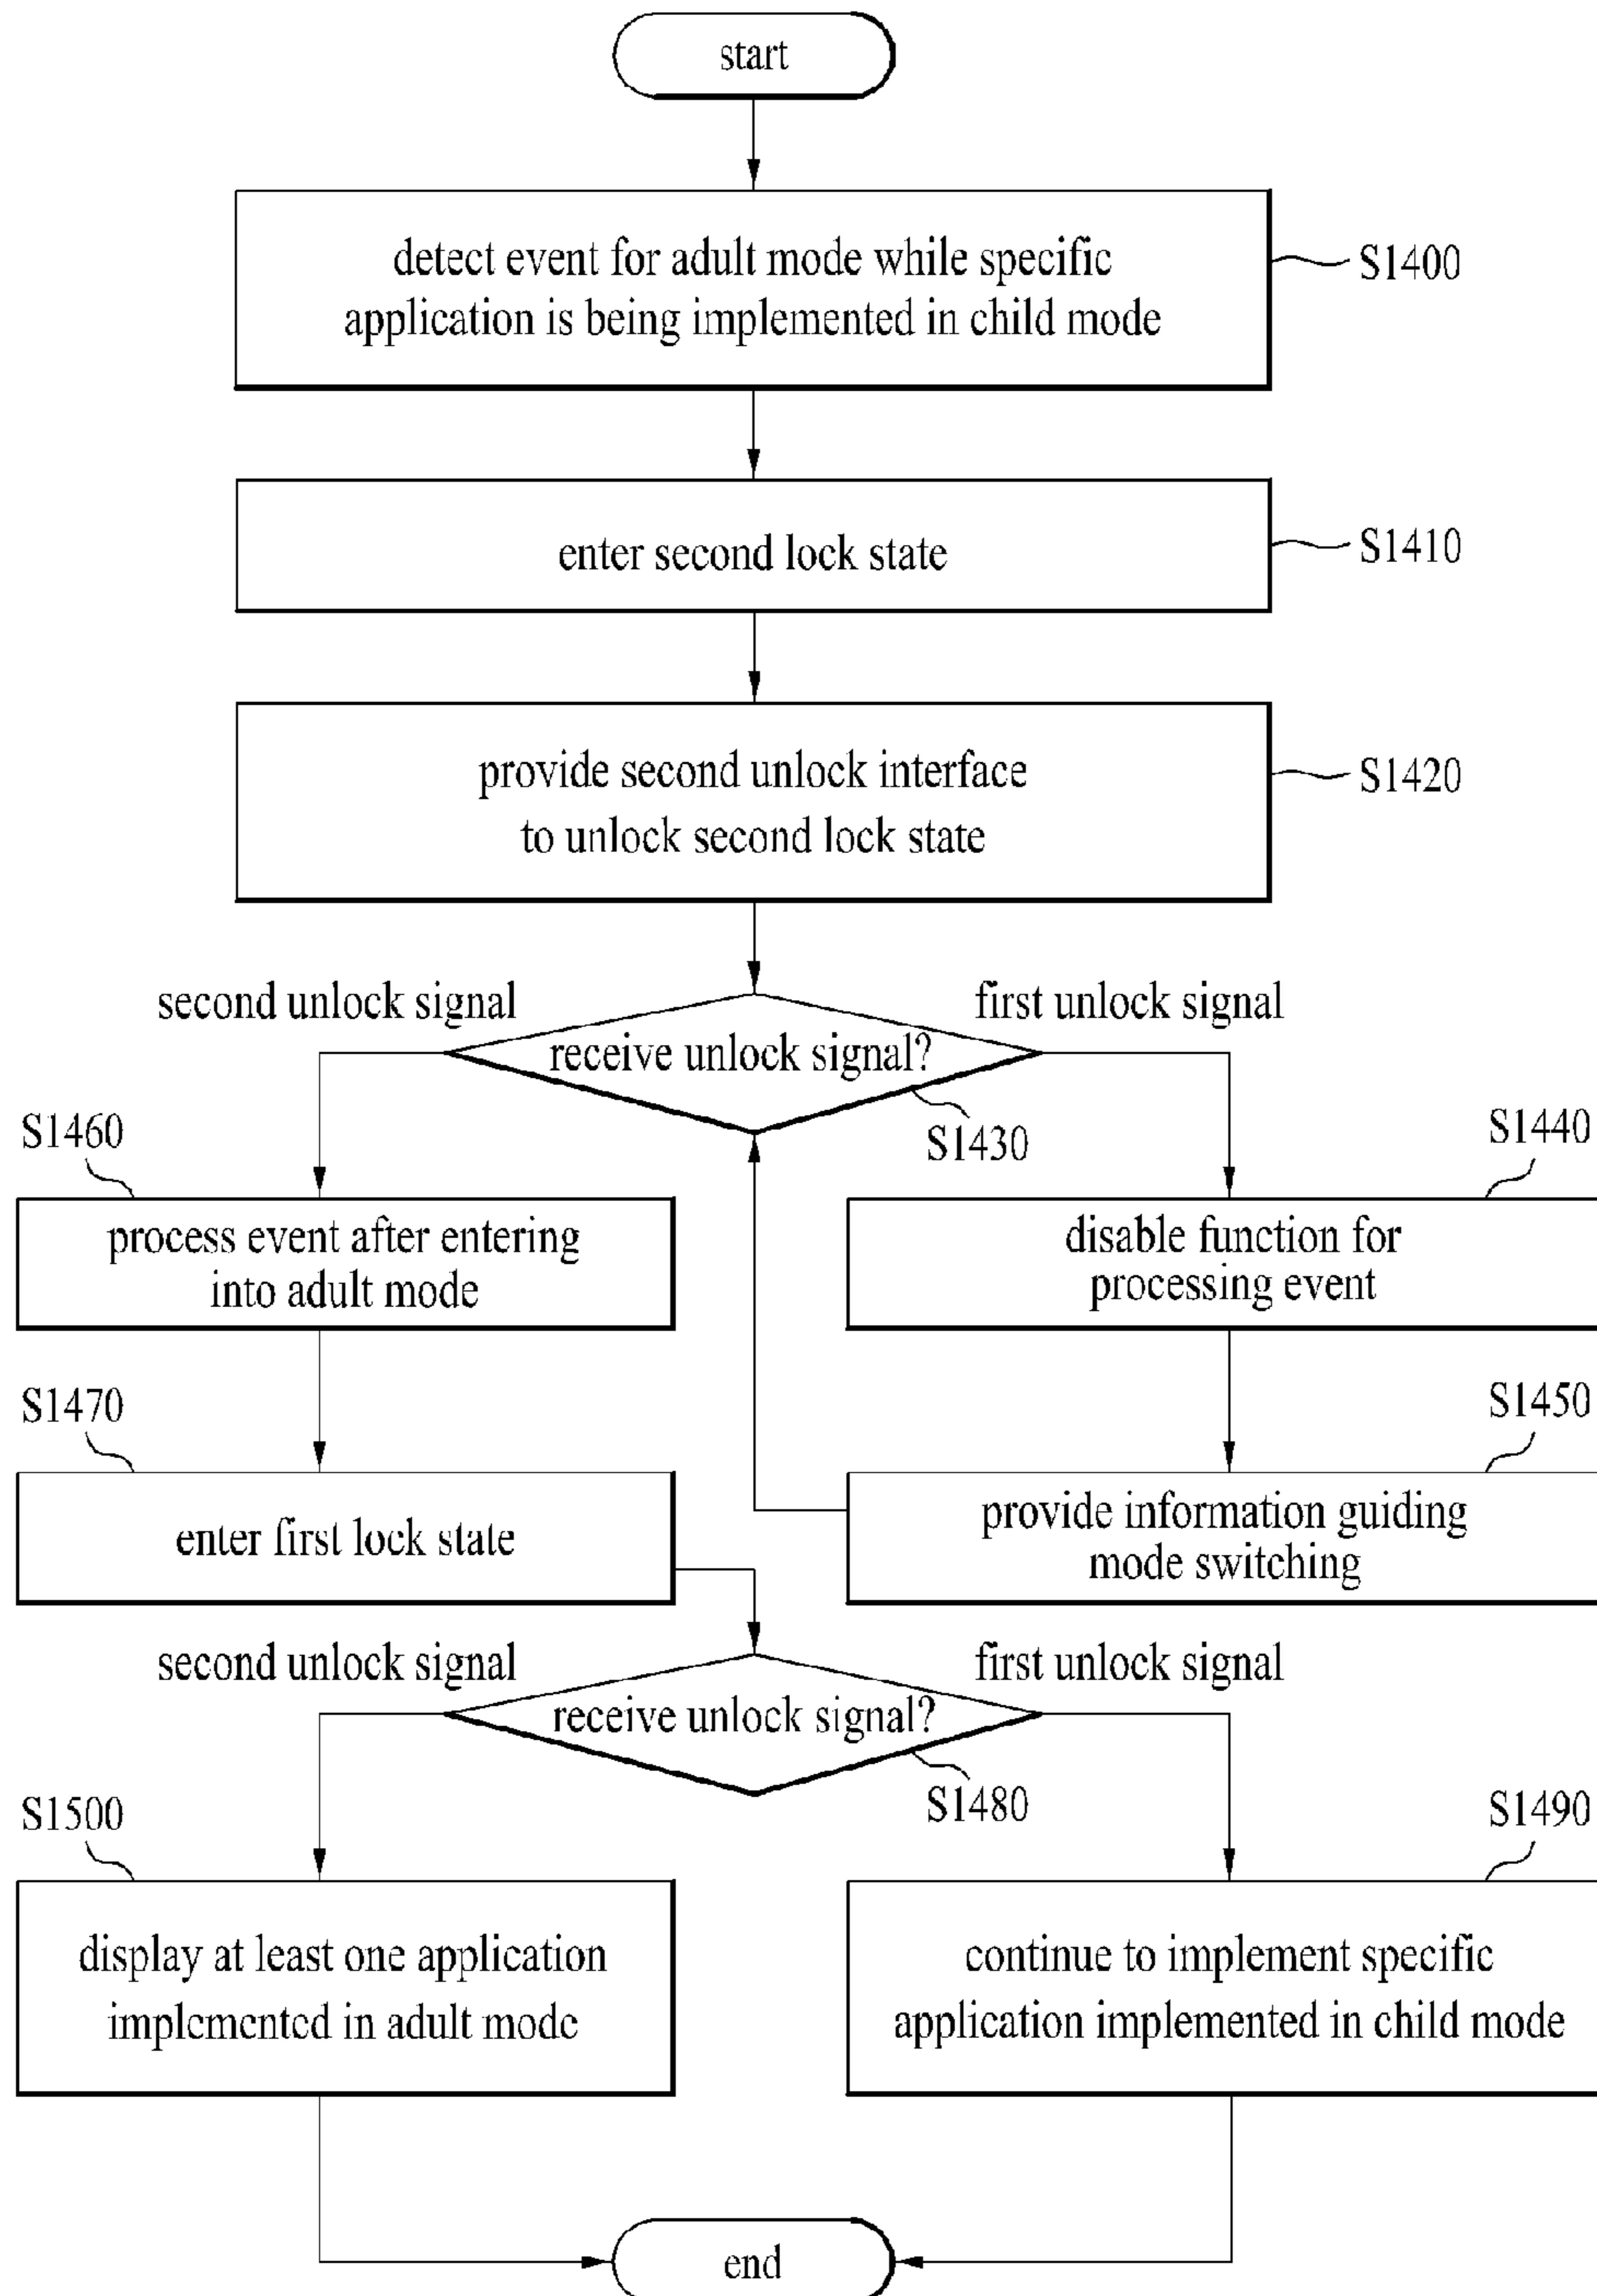 start
detect event for adult mode while specific
application is being implemented in child mode
S1400
enter second lock state
S1410
provide second unlock interface
to unlock second lock state
S1420
second unlock signal
first unlock signal
receive unlock signal?
S1430
S1460
process event after entering
into adult mode
S1440
disable function for
processing event
S1470
enter first lock state
S1450
provide information guiding
mode switching
second unlock signal
first unlock signal
receive unlock signal?
S1480
S1500
display at least one application
implemented in adult mode
S1490
continue to implement specific
application implemented in child mode
end